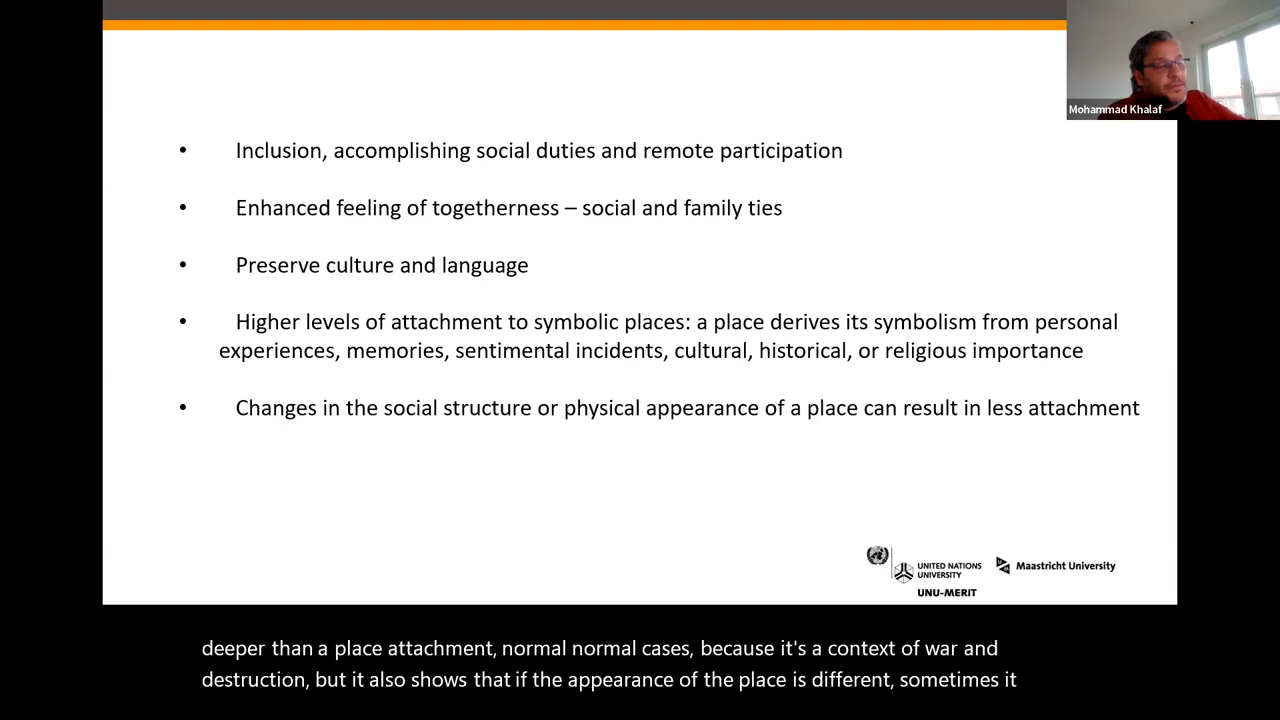 Mohammad Khalaf
• Inclusion, accomplishing social duties and remote participation
• Enhanced feeling of togetherness – social and family ties
• Preserve culture and language
• Higher levels of attachment to symbolic places: a place derives its symbolism from personal
experiences, memories, sentimental incidents, cultural, historical, or religious importance
• Changes in the social structure or physical appearance of a place can result in less attachment
UNITED NATIONS
UNIVERSITY
UNU-MERIT
Maastricht University
deeper than a place attachment, normal normal cases, because it's a context of war and
destruction, but it also shows that if the appearance of the place is different, sometimes it